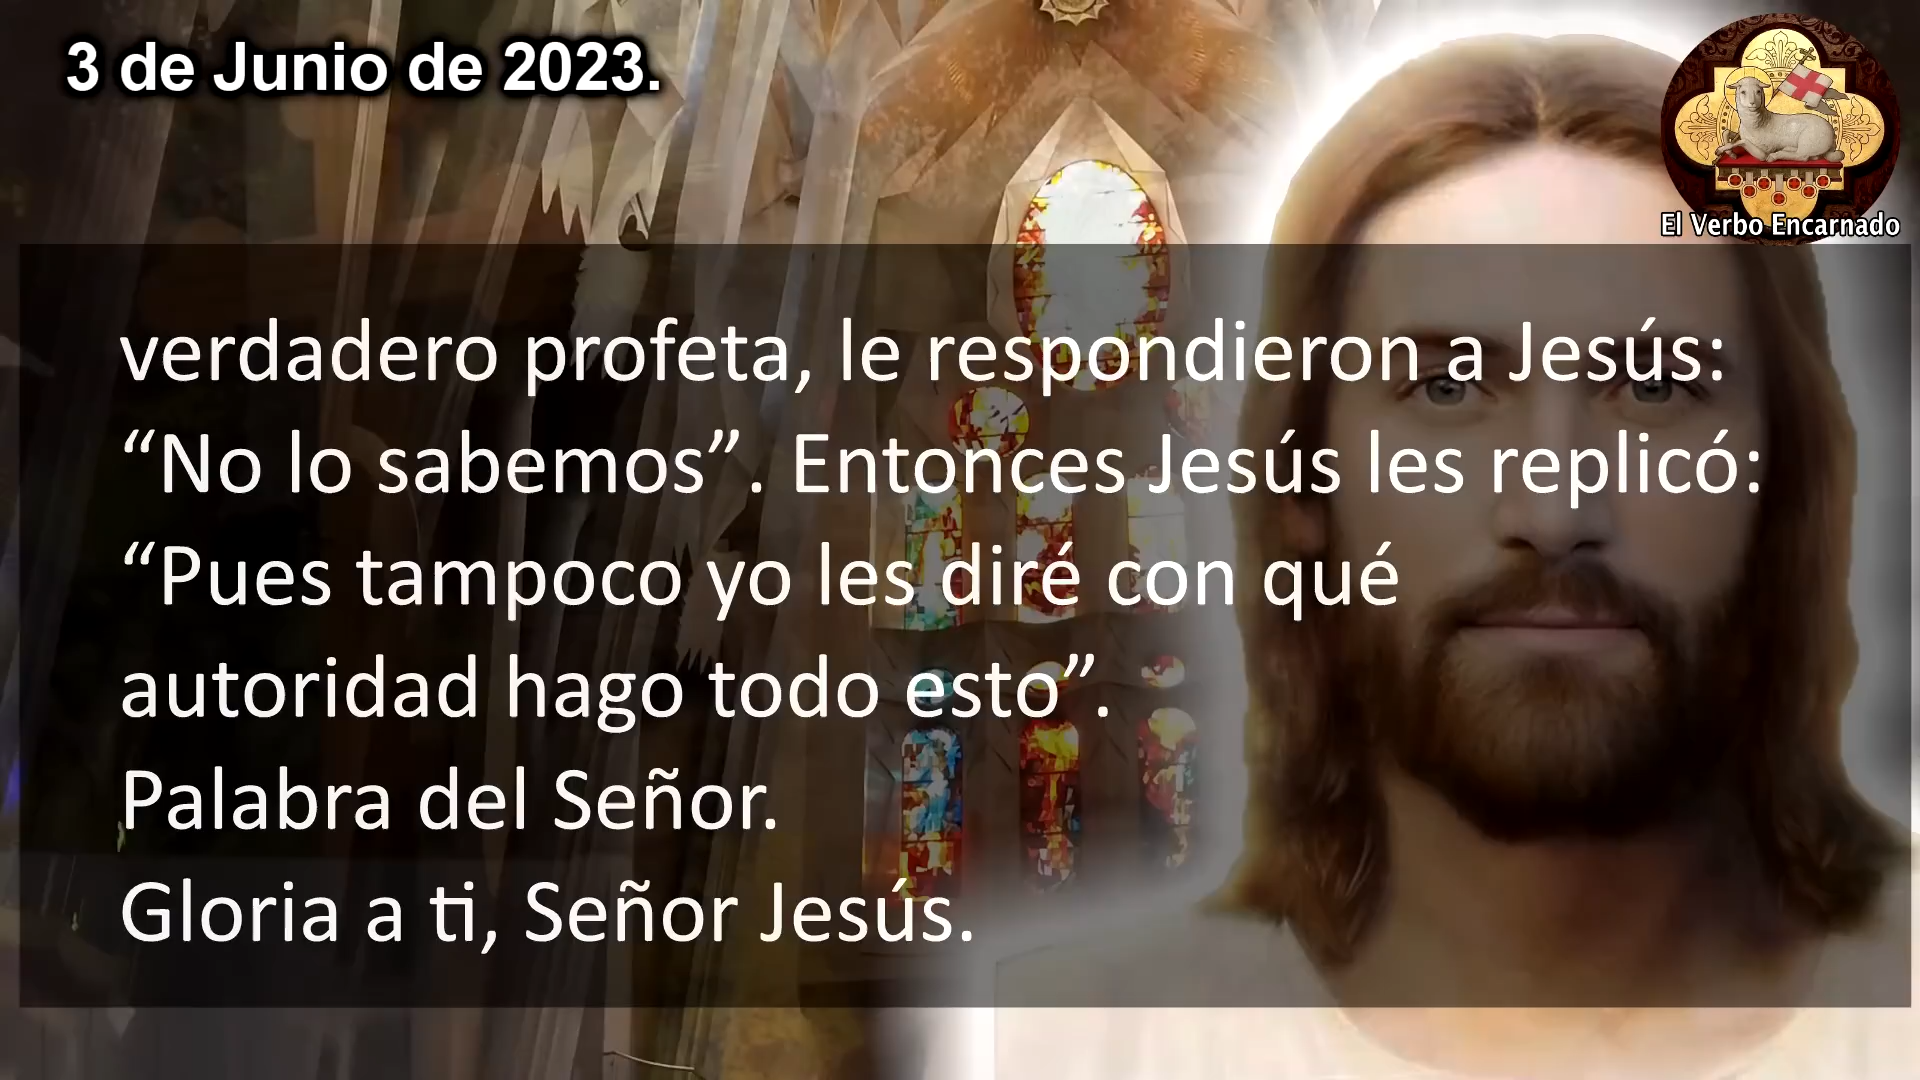 3 de Junio de 2023.
El Verbo Encarnado
verdadero profeta, le respondieron a Jesús:
“No lo sabemos”. Entonces Jesús les replicó:
“Pues tampoco yo les diré con qué
autoridad hago todo esto”.
Palabra del Señor.
Gloria a ti, Señor Jesús.